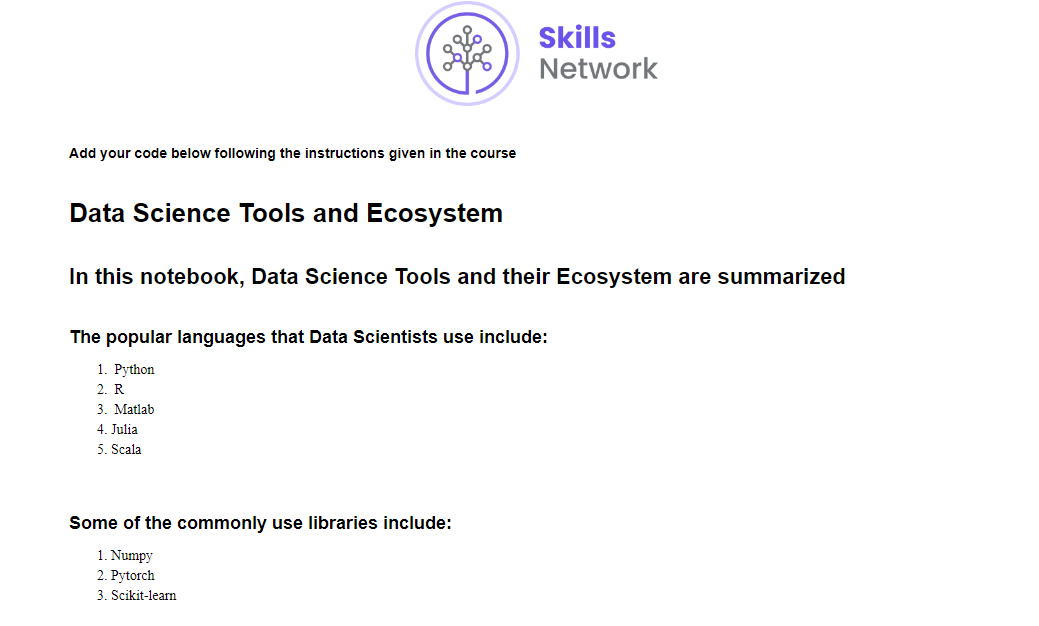 Skills
Network
Add your code below following the instructions given in the course
Data Science Tools and Ecosystem
In this notebook, Data Science Tools and their Ecosystem are summarized
The popular languages that Data Scientists use include:
1. Python
2. R
3. Matlab
4. Julia
5. Scala
Some of the commonly use libraries include:
1. Numpy
2. Pytorch
3. Scikit-learn